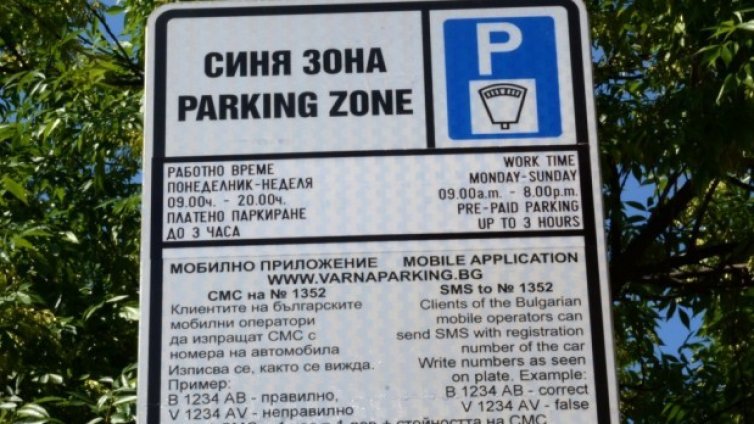 СИНЯ ЗОНА
PARKING ZONE
P
РАБОТНО ВРЕМЕ
ПОНЕДЕЛНИК-НЕДЕЛЯ
09.00ч. - 20.00ч.
ПЛАТЕНО ПАРКИРАНЕ
ДО 3 ЧАСА
WORK TIME
MONDAY-SUNDAY
09.00a.m. - 8.00p.m.
PRE-PAID PARKING
UP TO 3 HOURS
МОБИЛНО ПРИЛОЖЕНИЕ MOBILE APPLICATION
WWW.VARNAPARKING.BG
СМС на № 1352
Клиентите на българските
мобилни оператори
да изпращат СМС с
номера на автомобила
Изписва се, както се вижда.
Пример:
B 1234 AB - правилно,
V 1234 AV - неправилно
SMS to № 1352
Clients of the Bulgarian
mobile operators can
send SMS with registration
number of the car
Write numbers as seen
on plate. Example:
B 1234 AB - correct
V 1234 AV - false